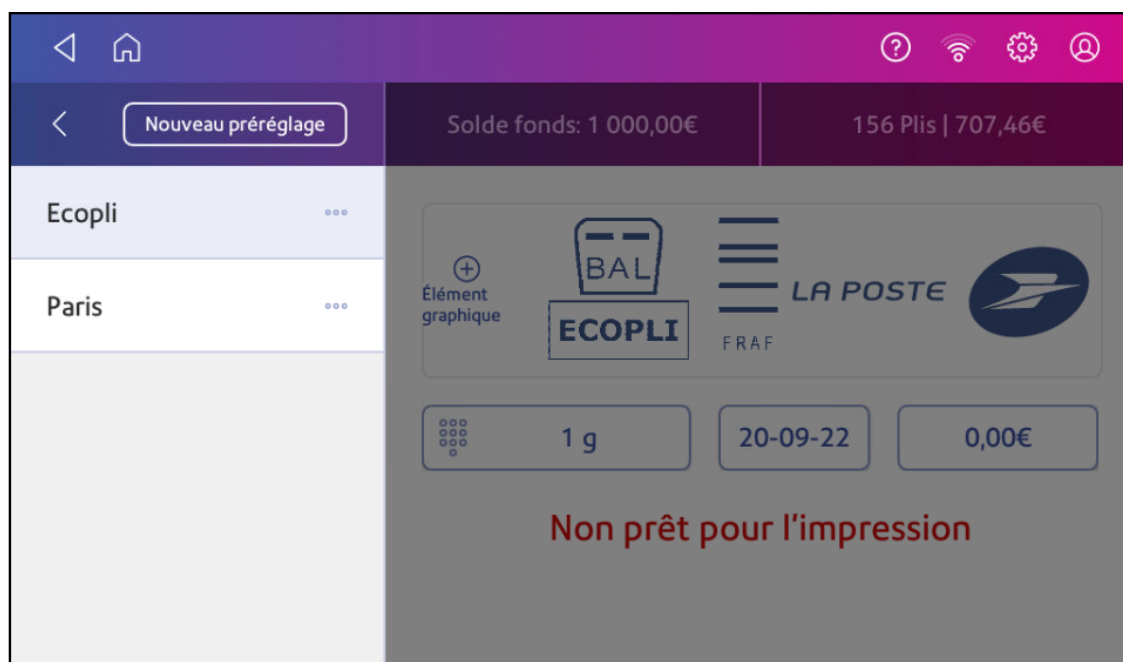 Nouveau préréglage
Solde fonds: 1 000,00€
156 Plis | 707,46€
Ecopli
Paris
Élément
graphique
BAL
ECOPLI
FRAF
LA POSTE
1 g
20-09-22
0,00€
Non prêt pour l'impression